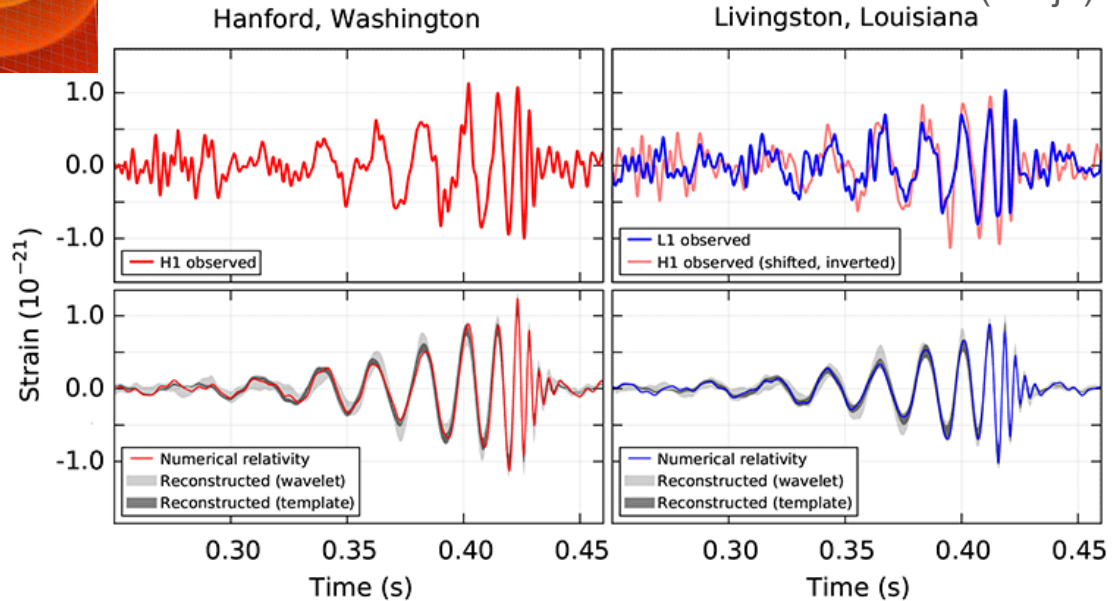 Hanford, Washington
Livingston, Louisiana
Strain (10⁻²¹)
1.0
0.0
-1.0
H1 observed
L1 observed
H1 observed (shifted, inverted)
1.0
0.0
-1.0
Numerical relativity
Reconstructed (wavelet)
Reconstructed (template)
Numerical relativity
Reconstructed (wavelet)
Reconstructed (template)
0.30 0.35 0.40 0.45
0.30 0.35 0.40 0.45
Time (s)
Time (s)